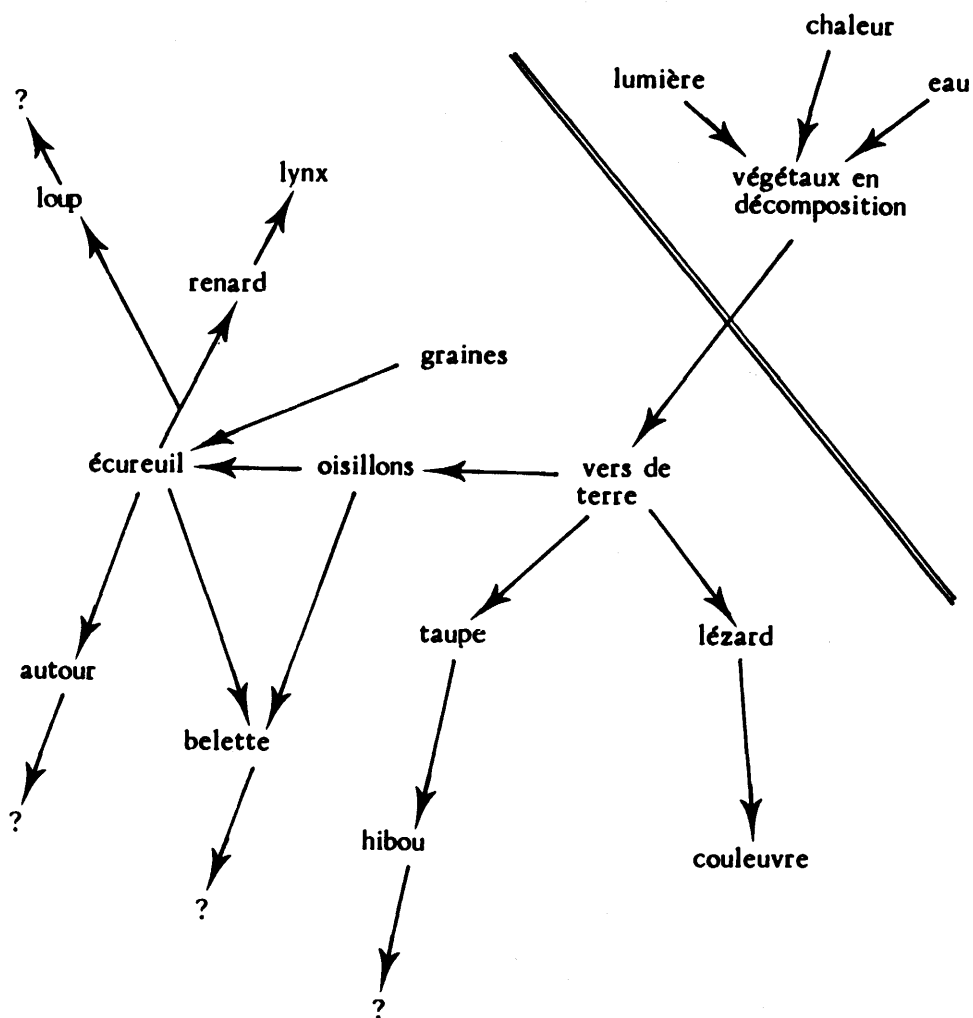 chaleur
lumière
eau
?
lynx
végétaux en
décomposition
loup
renard
graines
écureuil
oisillons
vers de
terre
taupe
lézard
autour
belette
?
hibou
couleuvre
?
?